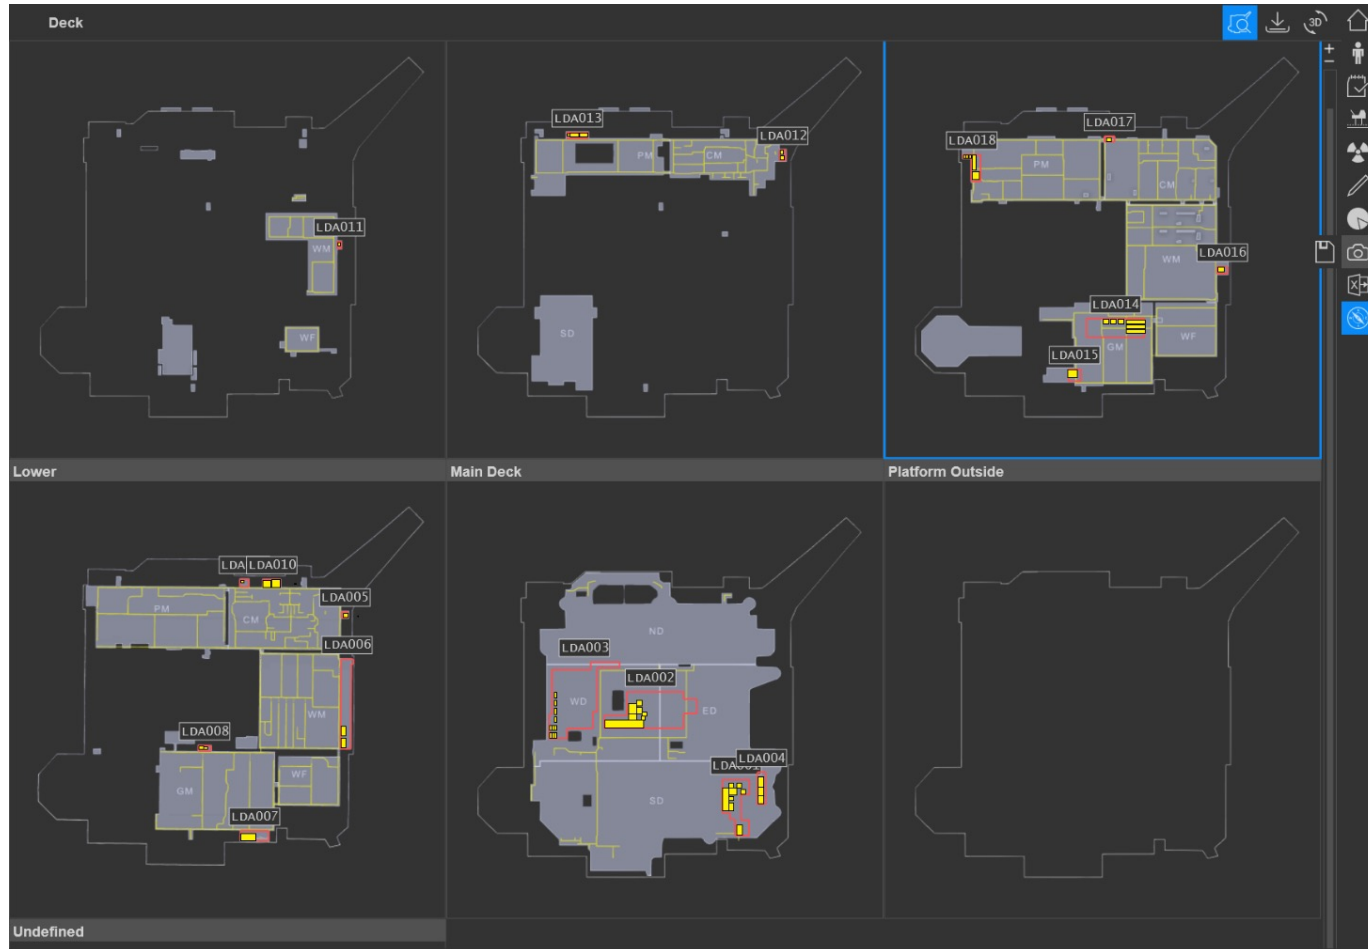 Deck
3D
LDA013
LDA012
PM
CM
LDA011
WM
WF
SD
LDA017
LDA018
PM
CM
WM
LDA016
LDA014
GM
WF
LDA015
Lower
Main Deck
Platform Outside
LDA
LDA010
LDA005
PM
CM
LDA006
WM
LDA008
WF
GM
LDA007
ND
LDA003
LDA002
WD
ED
LDA004
SD
Undefined